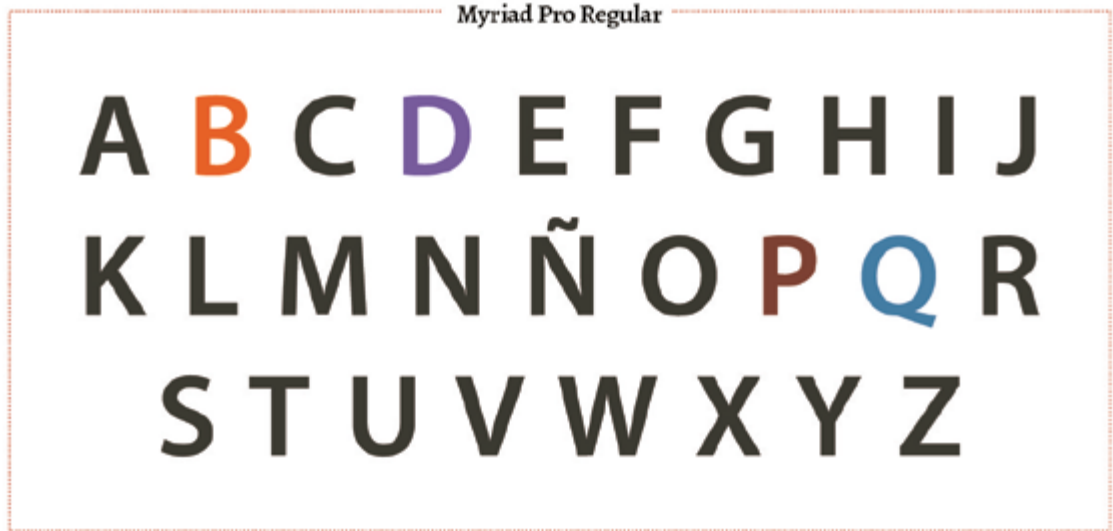 Myriad Pro Regular
A B C D E F G H I J
K L M N Ñ O P Q R
S T U V W X Y Z